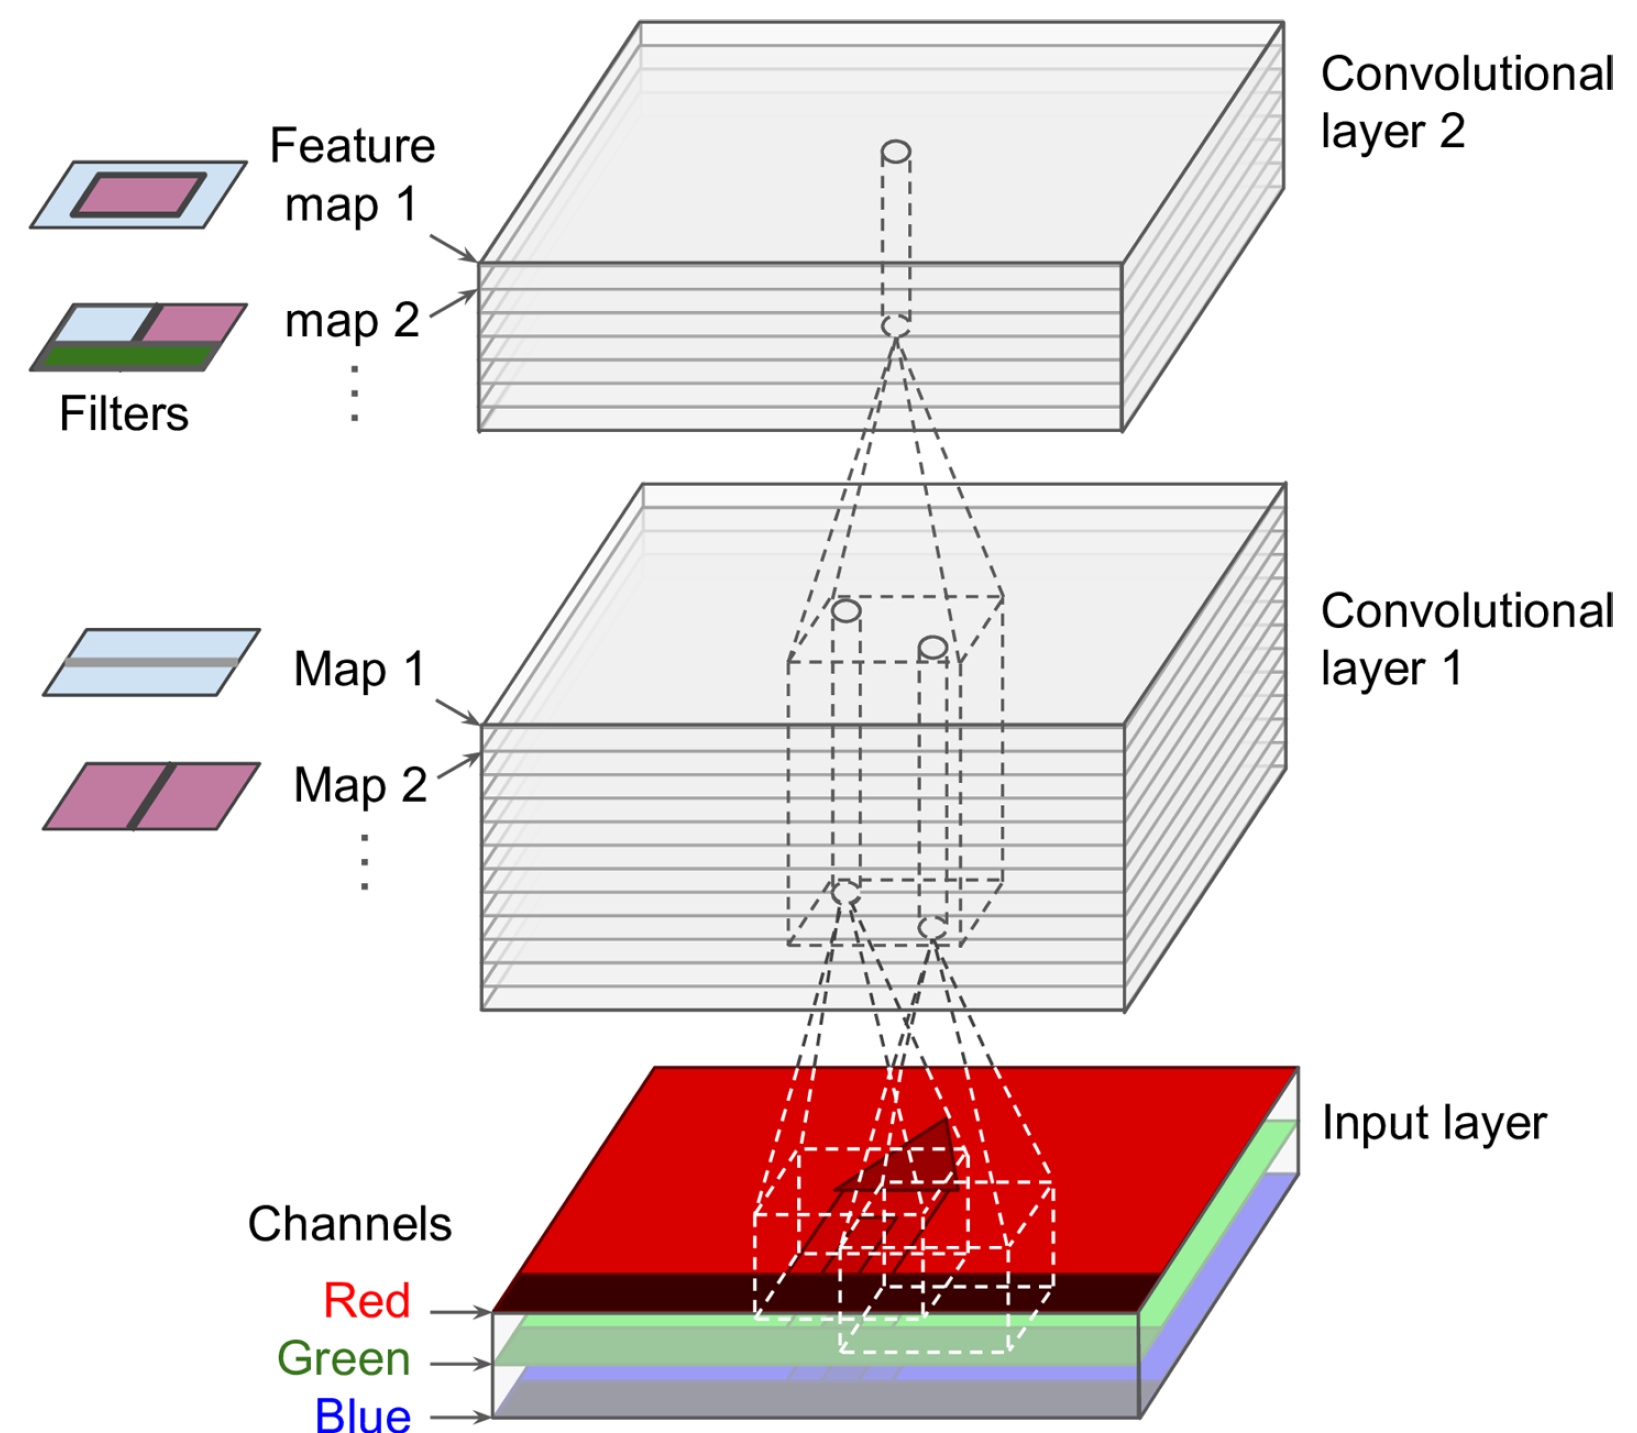 Convolutional
layer 2
Feature
map 1
map 2
Filters
Convolutional
layer 1
Map 1
Map 2
Input layer
Channels
Red
Green
Blue